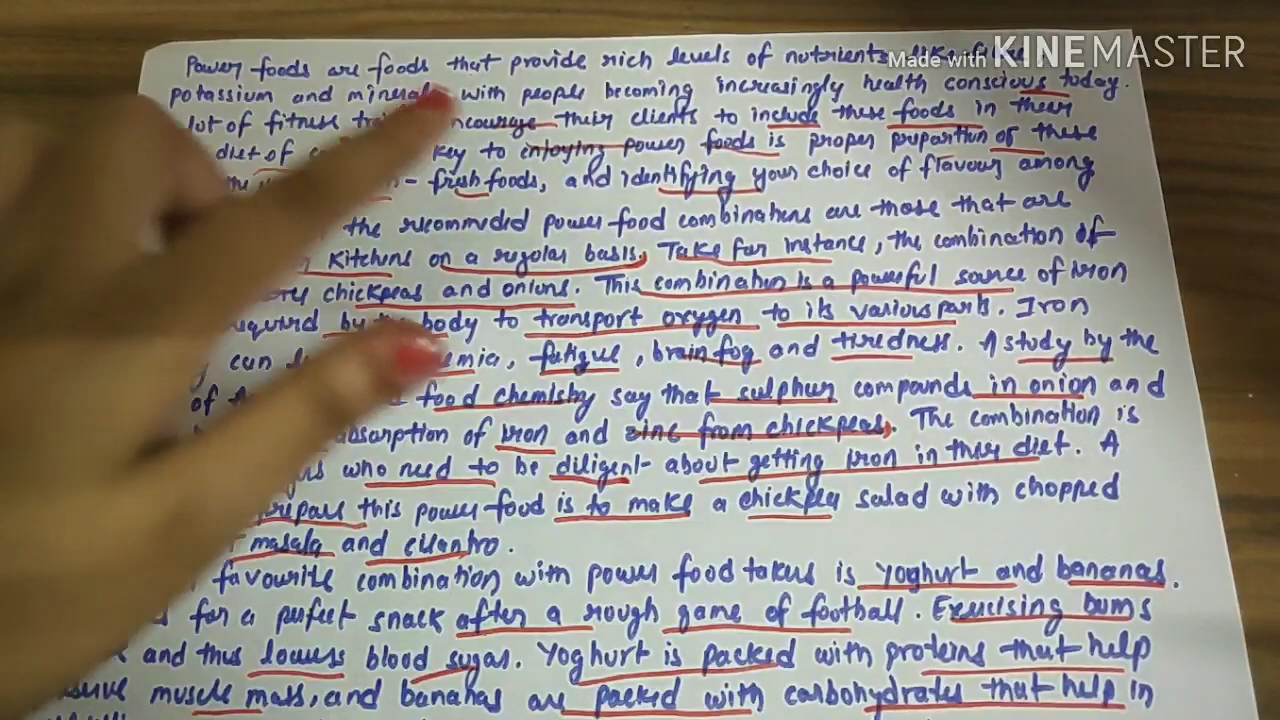 Made with KINEMASTER
Power foods are foods that provide rich levels of nutrients like
potassium and minerals with people becoming increasingly health conscious today.
lot of fitness encourage their clients to include these foods in their
diet of key to enjoying power foods is proper proportion of these
fresh foods, and identifying your choice of flavour among
the recommded power food combinations are those that are
Kitchens on a regular basis. Take for instance, the combination of
chickpeas and onions. This combination is a powerful source of iron
by the body to transport oxygen to its various parts. Iron
can fatigue, brain fog and tiredness. A study by the
of food chemistry say that sulphur compounds in onion and
absorption of iron and zinc from chickpeas. The combination is
who need to be diligent about getting iron in their diet. A
prepare this power food is to make a chickpea salad with chopped
masala and cilantro.
favourite combination with power food takers is yoghurt and bananas.
for a perfect snack after a rough game of football. Exercising burns
and thus lowers blood sugar. Yoghurt is packed with proteins that help
muscle mass, and bananas are packed with carbohydrates that help in